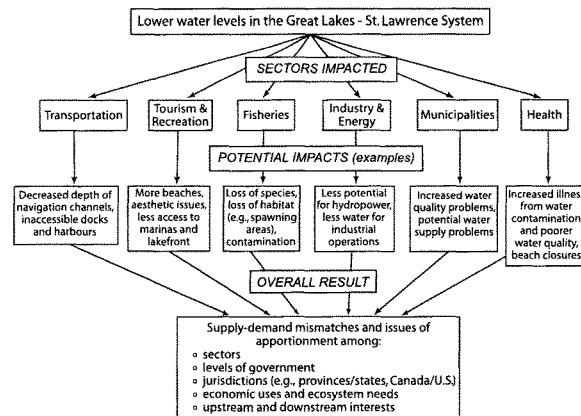 Lower water levels in the Great Lakes - St. Lawrence System
SECTORS IMPACTED
Transportation
Tourism &
Recreation
Fisheries
Industry &
Energy
Municipalities
Health
POTENTIAL IMPACTS (examples)
Decreased depth of
navigation channels,
inaccessible docks
and harbours
More beaches,
aesthetic issues,
less access to
marinas and
lakefront
Loss of species,
loss of habitat
(e.g., spawning
areas),
contamination
Less potential
for hydropower,
less water for
industrial
operations
Increased water
quality problems,
potential water
supply problems
Increased illness
from water
contamination
and poorer
water quality,
beach closures
OVERALL RESULT
Supply-demand mismatches and issues of
apportionment among:
o sectors
o levels of government
o jurisdictions (e.g., provinces/states, Canada/U.S.)
o economic uses and ecosystem needs
o upstream and downstream interests